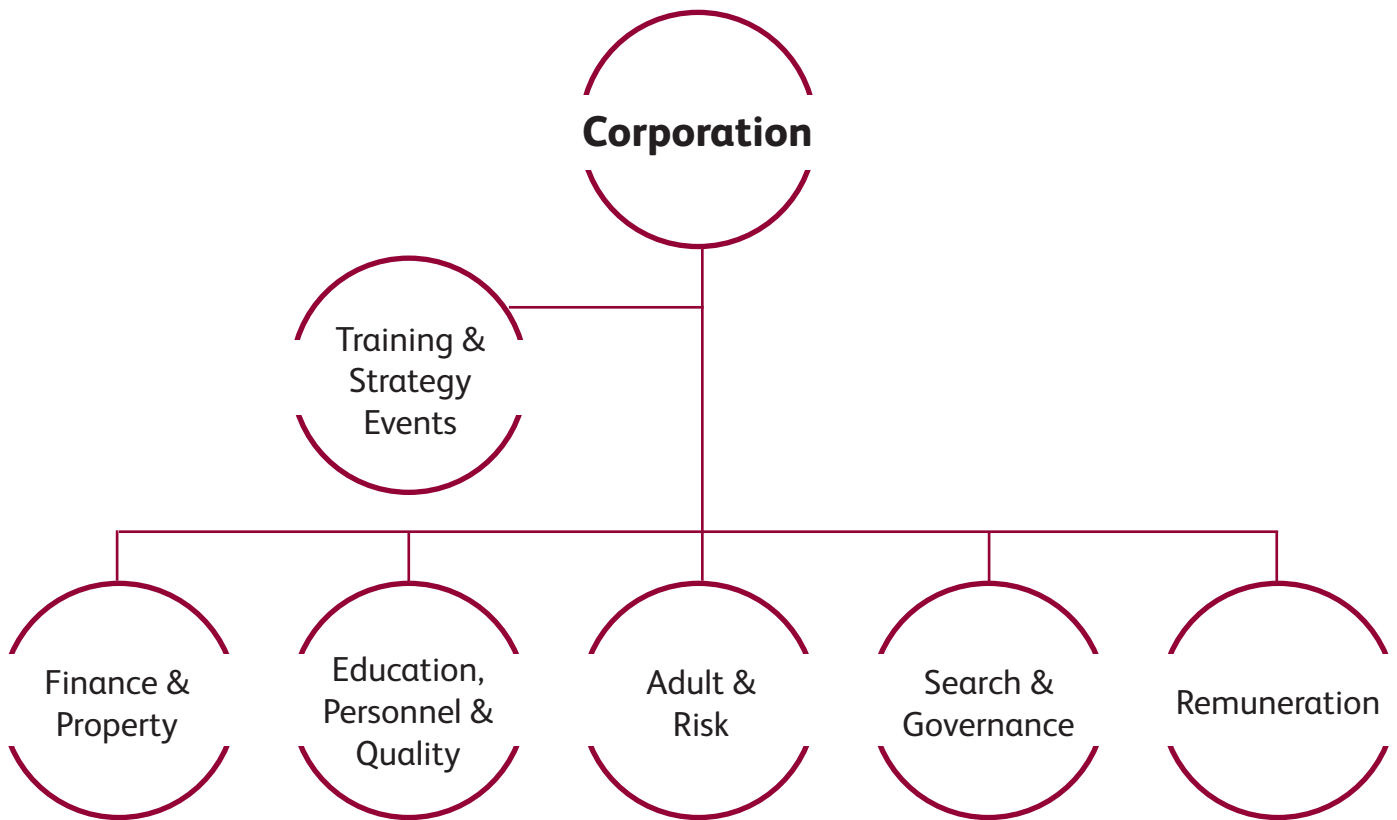 Corporation
Training &
Strategy
Events
Finance &
Property
Education,
Personnel &
Quality
Adult &
Risk
Search &
Governance
Remuneration